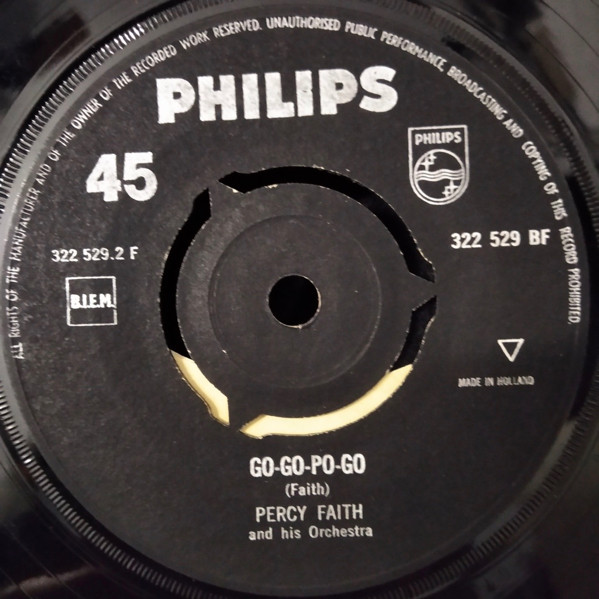 ALL RIGHTS OF THE MANUFACTURER AND OF THE OWNER OF THE RECORDED WORK RESERVED. UNAUTHORISED PUBLIC PERFORMANCE, BROADCASTING AND COPYING OF THIS RECORD PROHIBITED.
PHILIPS
PHILIPS
45
322 529 BF
322 529.2 F
B.I.E.M.
MADE IN HOLLAND
GO-GO-PO-GO
(Faith)
PERCY FAITH
and his Orchestra